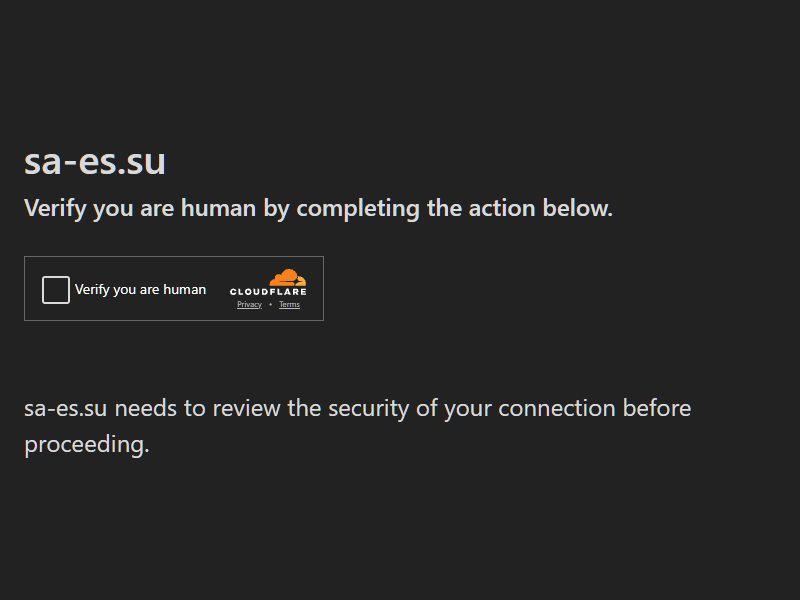 sa-es.su
Verify you are human by completing the action below.
Verify you are human
CLOUDFLARE
Privacy • Terms
sa-es.su needs to review the security of your connection before
proceeding.